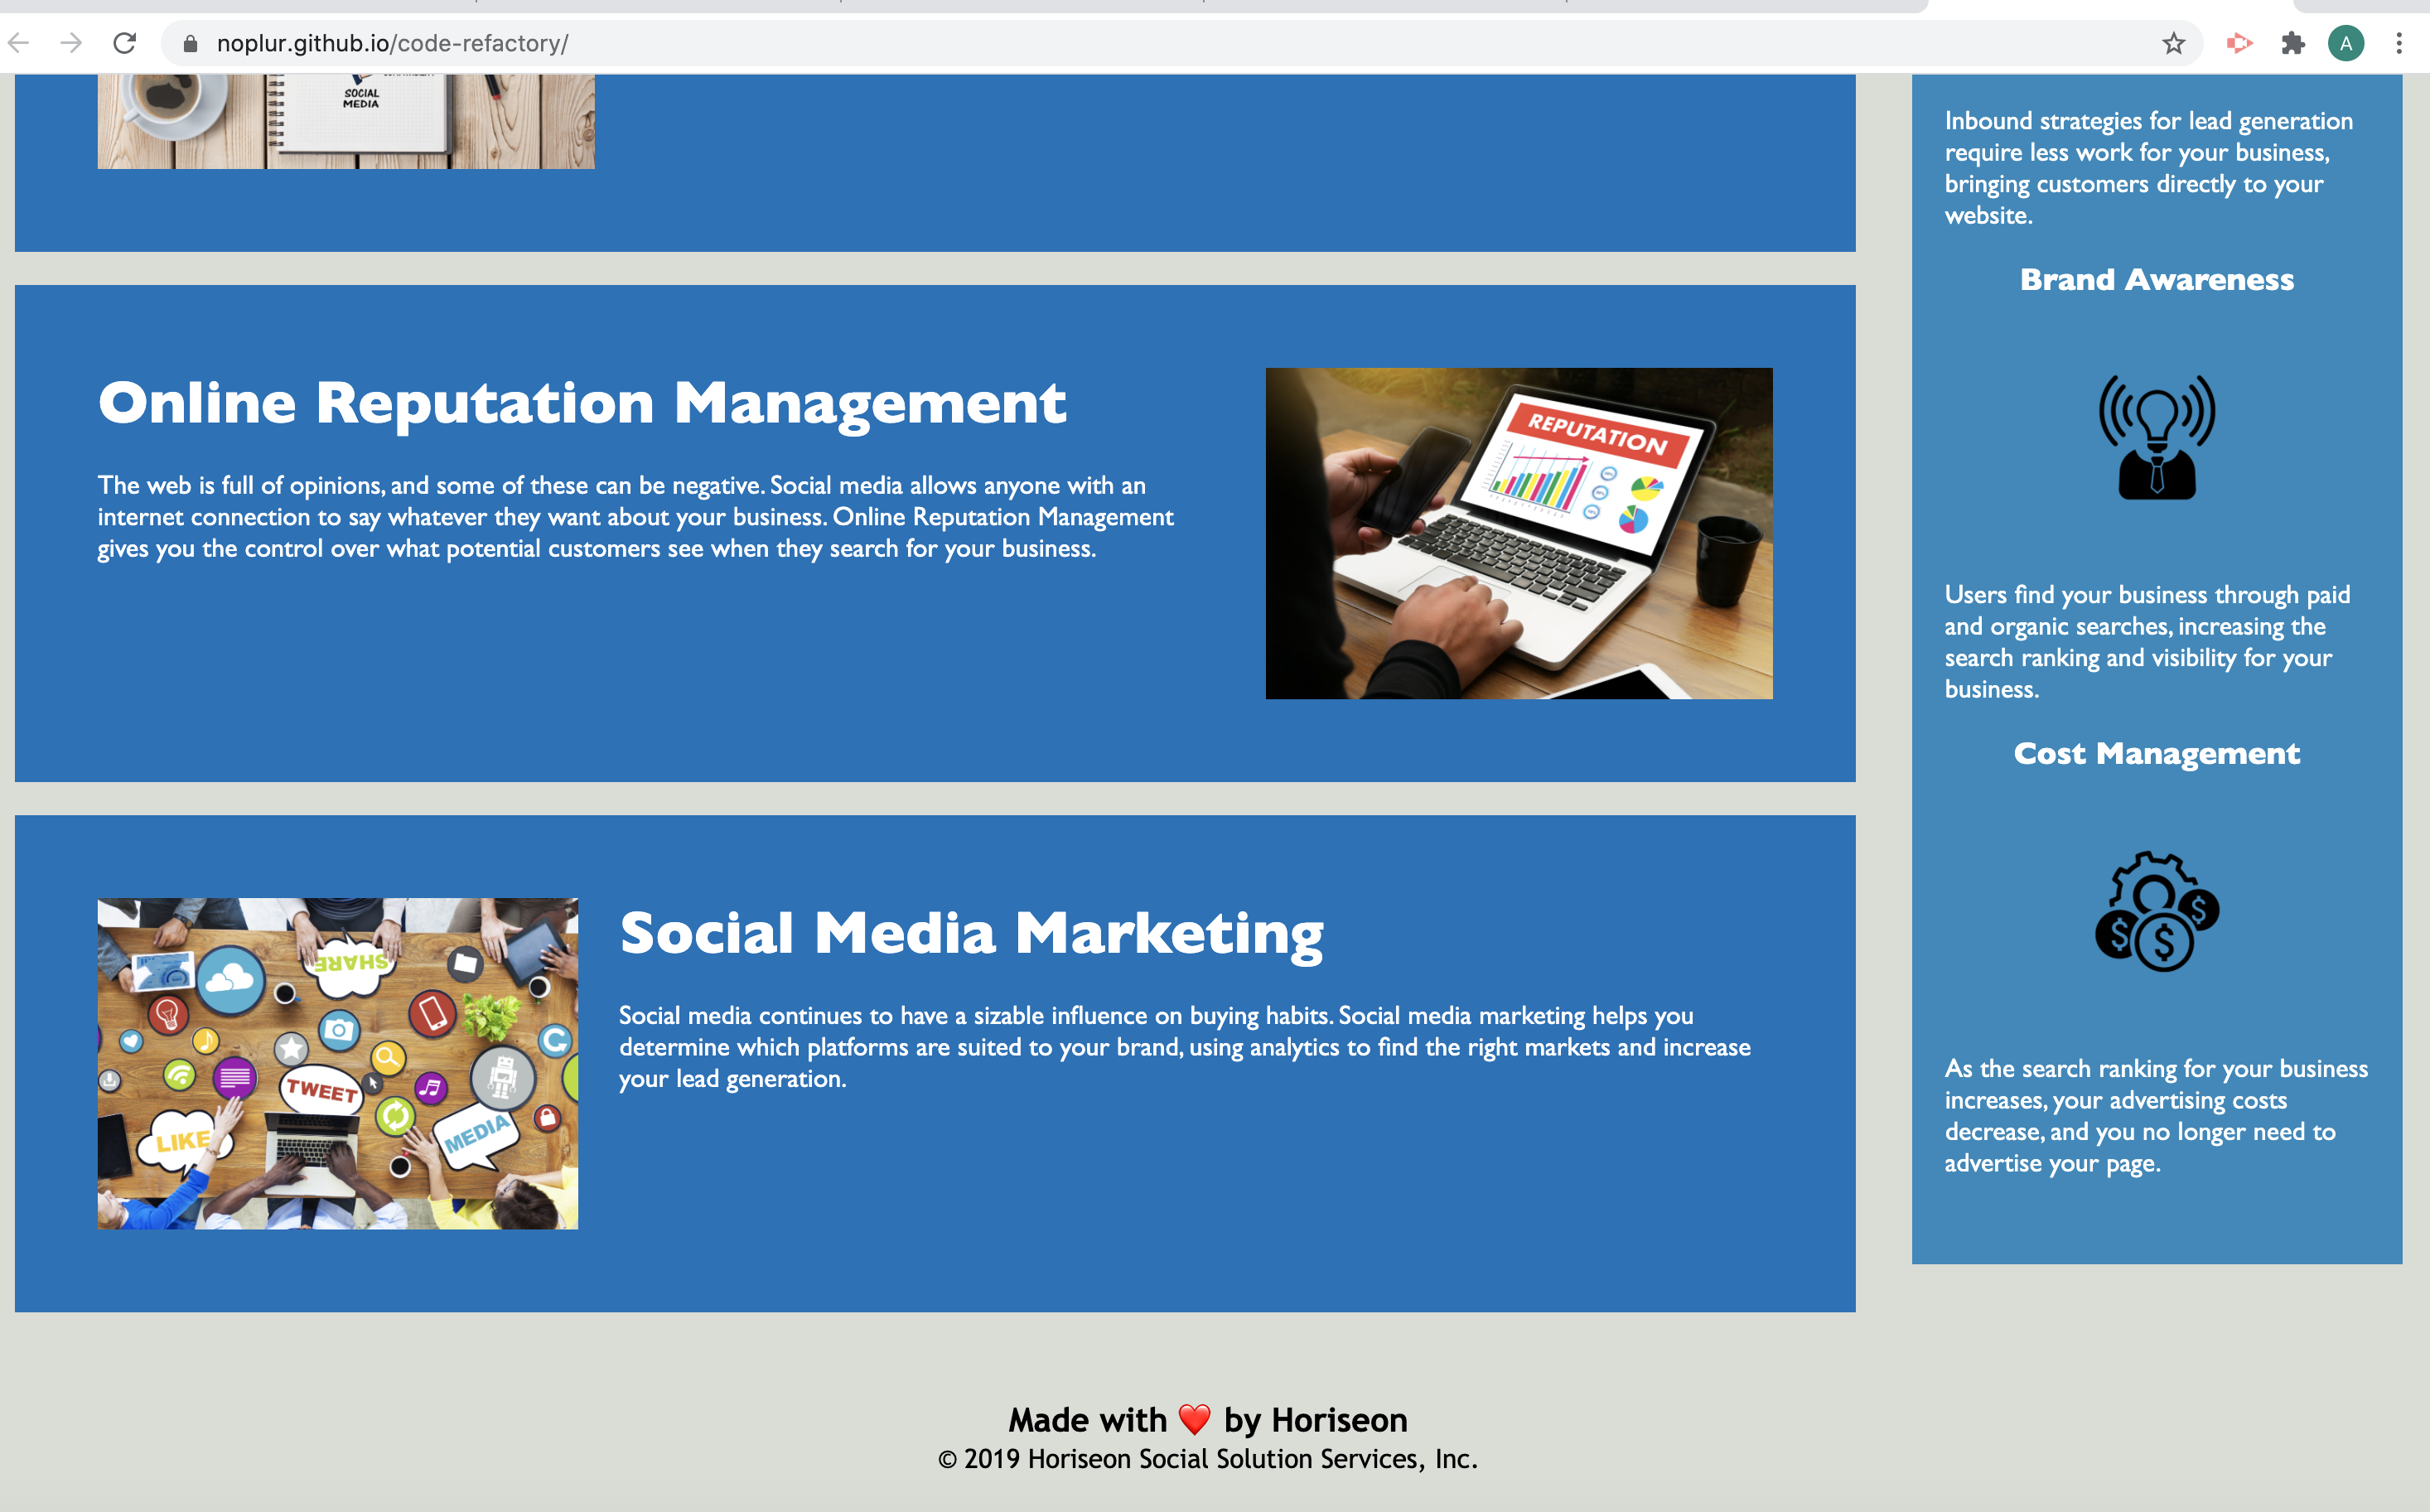 noplur.github.io/code-refactory/
A
SOCIAL
MEDIA
Inbound strategies for lead generation
require less work for your business,
bringing customers directly to your
website.
Brand Awareness
Users find your business through paid
and organic searches, increasing the
search ranking and visibility for your
business.
Cost Management
$
$
$
As the search ranking for your business
increases, your advertising costs
decrease, and you no longer need to
advertise your page.
Online Reputation Management
The web is full of opinions, and some of these can be negative. Social media allows anyone with an
internet connection to say whatever they want about your business. Online Reputation Management
gives you the control over what potential customers see when they search for your business.
REPUTATION
SHARE
TWEET
LIKE
MEDIA
Social Media Marketing
Social media continues to have a sizable influence on buying habits. Social media marketing helps you
determine which platforms are suited to your brand, using analytics to find the right markets and increase
your lead generation.
Made with ❤️ by Horiseon
© 2019 Horiseon Social Solution Services, Inc.